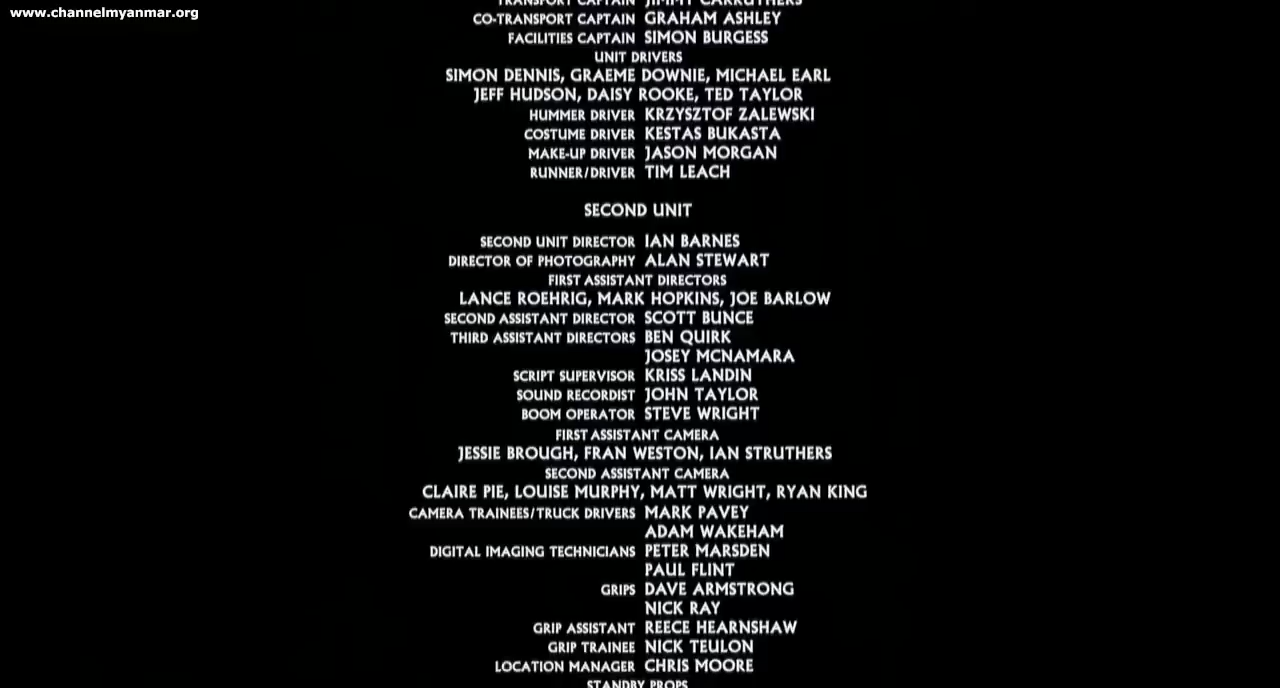 www.channelmyanmar.org
TRANSPORT CAPTAIN JIMMY CARRUTHERS
CO-TRANSPORT CAPTAIN GRAHAM ASHLEY
FACILITIES CAPTAIN SIMON BURGESS
UNIT DRIVERS
SIMON DENNIS, GRAEME DOWNIE, MICHAEL EARL
JEFF HUDSON, DAISY ROOKE, TED TAYLOR
HUMMER DRIVER KRZYSZTOF ZALEWSKI
COSTUME DRIVER KESTAS BUKASTA
MAKE-UP DRIVER JASON MORGAN
RUNNER/DRIVER TIM LEACH
SECOND UNIT
SECOND UNIT DIRECTOR IAN BARNES
DIRECTOR OF PHOTOGRAPHY ALAN STEWART
FIRST ASSISTANT DIRECTORS
LANCE ROEHRIG, MARK HOPKINS, JOE BARLOW
SECOND ASSISTANT DIRECTOR SCOTT BUNCE
THIRD ASSISTANT DIRECTORS BEN QUIRK
JOSEY MCNAMARA
SCRIPT SUPERVISOR KRISS LANDIN
SOUND RECORDIST JOHN TAYLOR
BOOM OPERATOR STEVE WRIGHT
FIRST ASSISTANT CAMERA
JESSIE BROUGH, FRAN WESTON, IAN STRUTHERS
SECOND ASSISTANT CAMERA
CLAIRE PIE, LOUISE MURPHY, MATT WRIGHT, RYAN KING
CAMERA TRAINEES/TRUCK DRIVERS MARK PAVEY
ADAM WAKEHAM
DIGITAL IMAGING TECHNICIANS PETER MARSDEN
PAUL FLINT
GRIPS DAVE ARMSTRONG
NICK RAY
GRIP ASSISTANT REECE HEARNSHAW
GRIP TRAINEE NICK TEULON
LOCATION MANAGER CHRIS MOORE
STANDBY PROPS